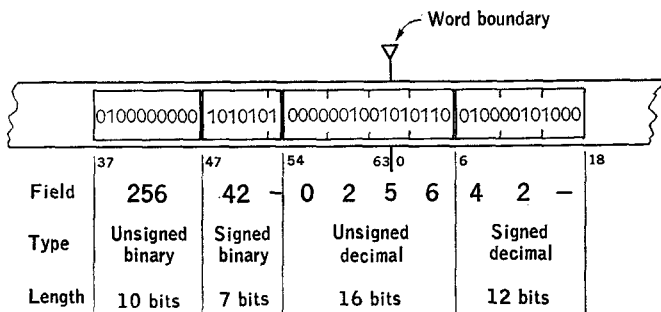 Word boundary
0100000000 1010101 0000001001010110 010000101000
37 47 54 63 0 6 18
Field 256 42 - 0 2 5 6 4 2 -
Type Unsigned Signed Unsigned Signed
binary binary decimal decimal
Length 10 bits 7 bits 16 bits 12 bits